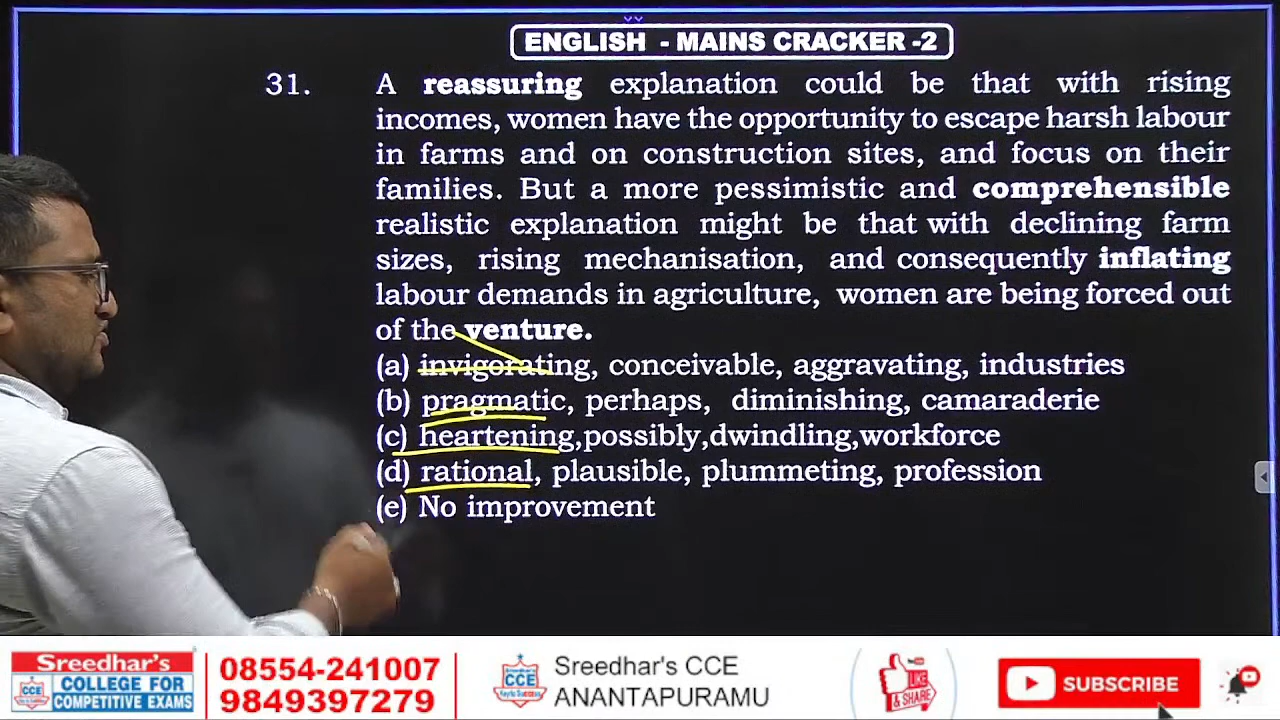 ENGLISH - MAINS CRACKER -2
31. A reassuring explanation could be that with rising
incomes, women have the opportunity to escape harsh labour
in farms and on construction sites, and focus on their
families. But a more pessimistic and comprehensible
realistic explanation might be that with declining farm
sizes, rising mechanisation, and consequently inflating
labour demands in agriculture, women are being forced out
of the venture.
(a) invigorating, conceivable, aggravating, industries
(b) pragmatic, perhaps, diminishing, camaraderie
(c) heartening,possibly,dwindling,workforce
(d) rational, plausible, plummeting, profession
(e) No improvement
Sreedhar's
CCE
COLLEGE FOR
COMPETITIVE EXAMS
08554-241007
9849397279
CCE
Sreedhar's CCE
ANANTAPURAMU
LIKE
& SHARE
SUBSCRIBE